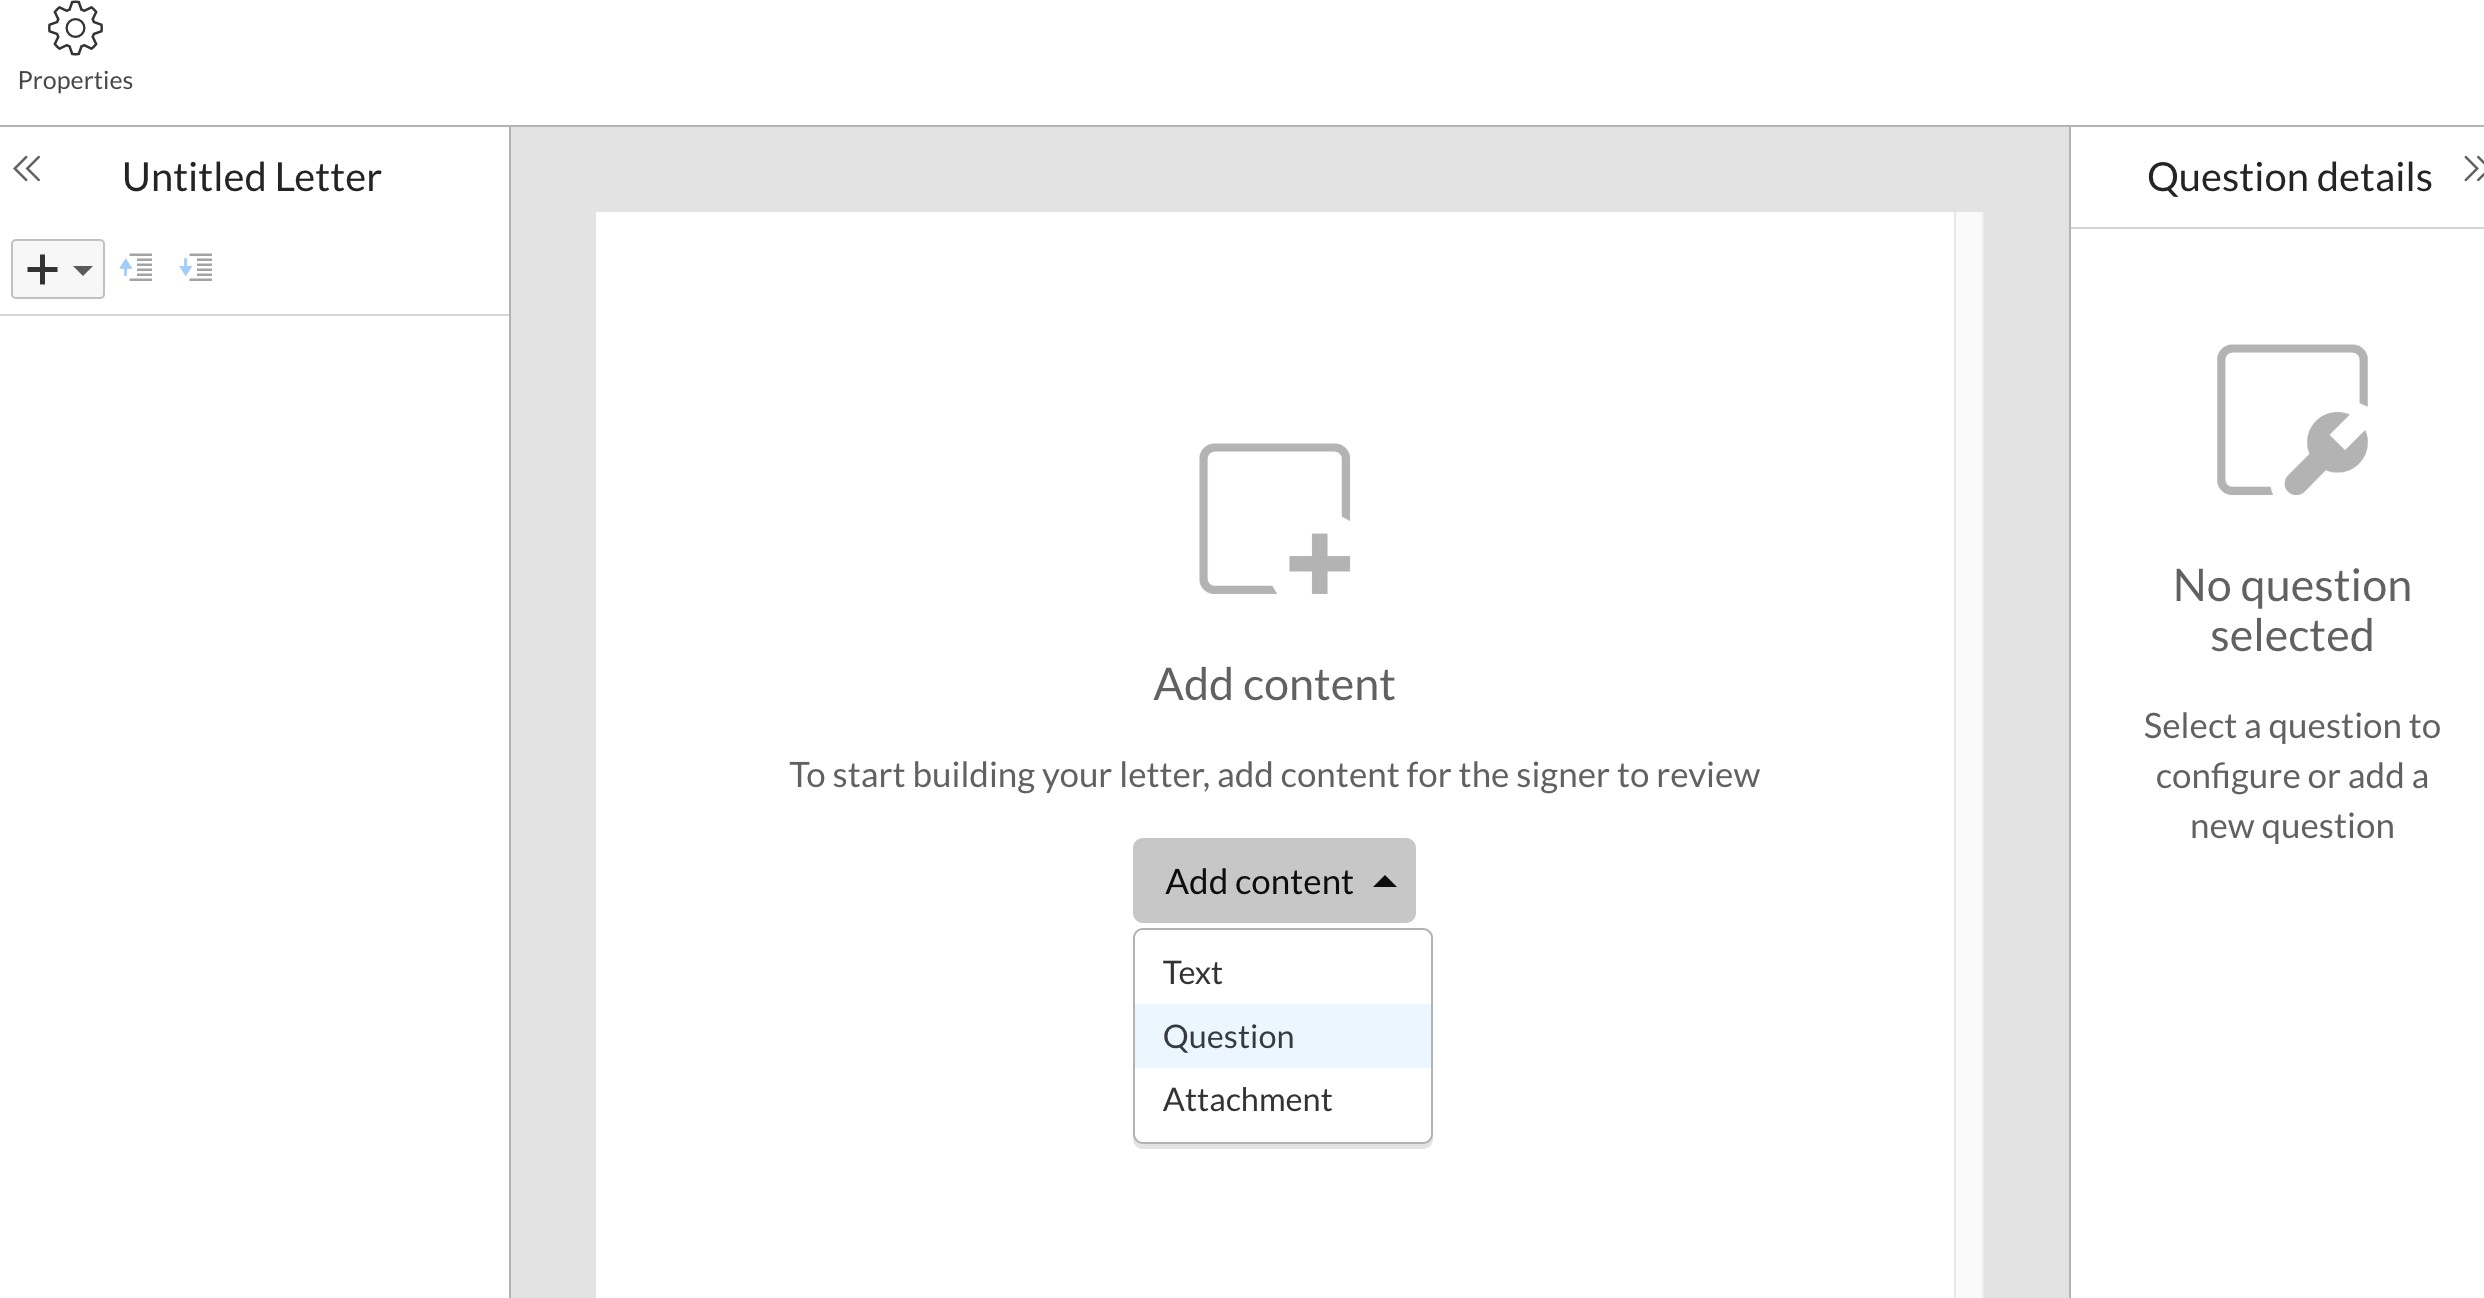 Properties
Untitled Letter
Question details
Add content
To start building your letter, add content for the signer to review
Add content
Text
Question
Attachment
No question
selected
Select a question to
configure or add a
new question